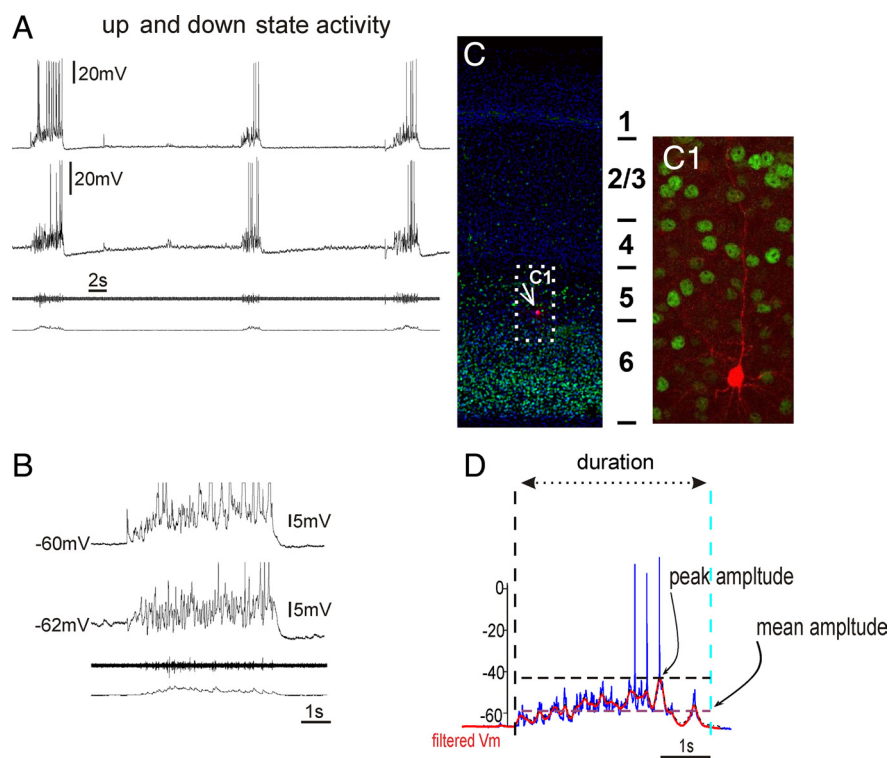 A
up and down state activity
20mV
20mV
2s
C
C1
1
2/3
4
5
6
C1
B
-60mV
5mV
-62mV
5mV
1s
D
duration
peak ampltude
mean ampltude
0
-20
-40
-60
filtered Vm
1s